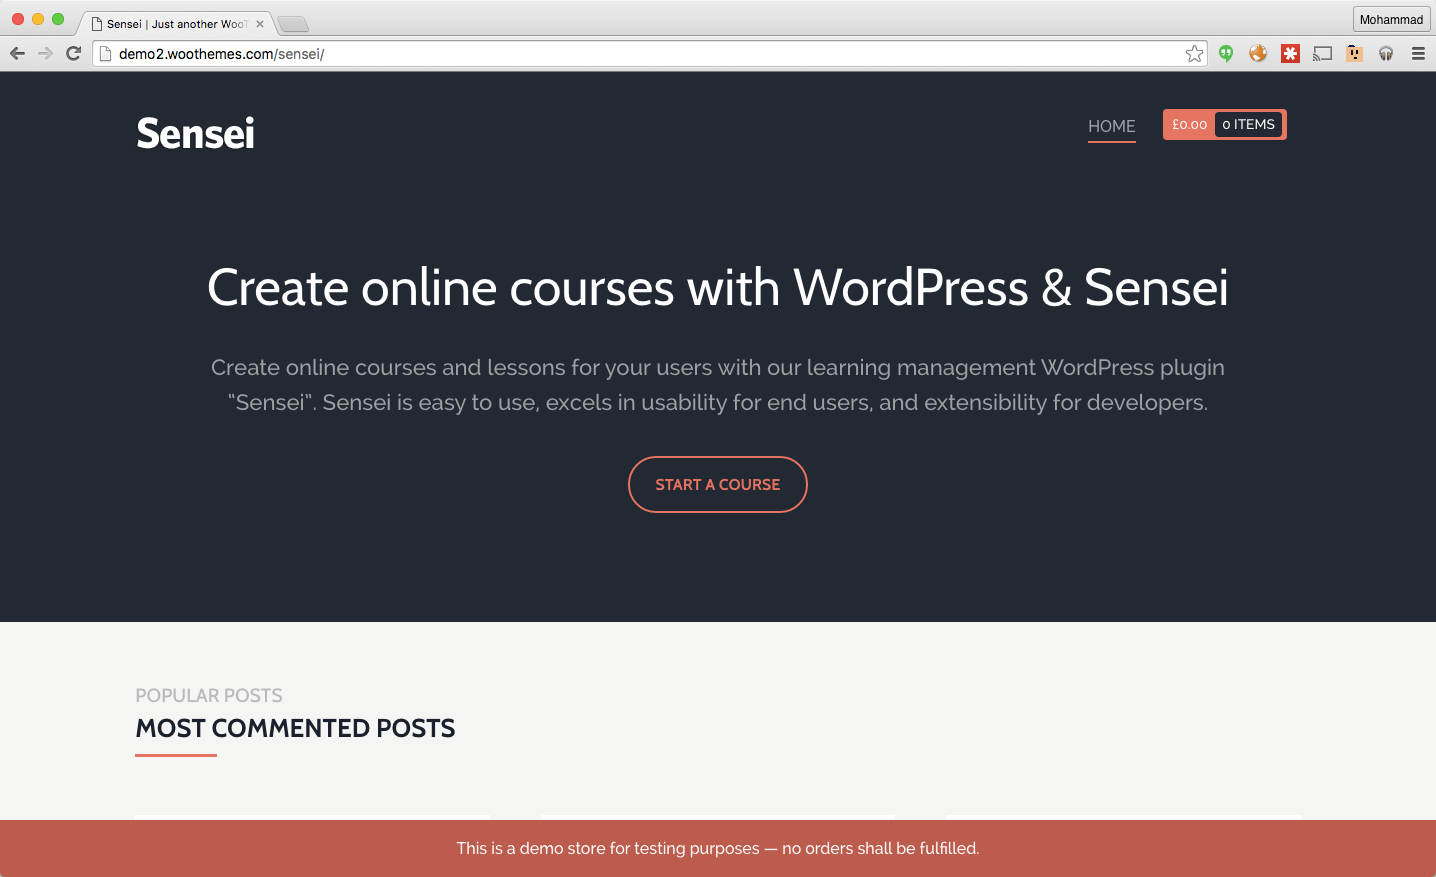 Sensei | Just another Woo
Mohammad
demo2.woothemes.com/sensei/
Sensei
HOME
£0.00 0 ITEMS
Create online courses with WordPress & Sensei
Create online courses and lessons for your users with our learning management WordPress plugin
“Sensei”. Sensei is easy to use, excels in usability for end users, and extensibility for developers.
START A COURSE
POPULAR POSTS
MOST COMMENTED POSTS
This is a demo store for testing purposes — no orders shall be fulfilled.